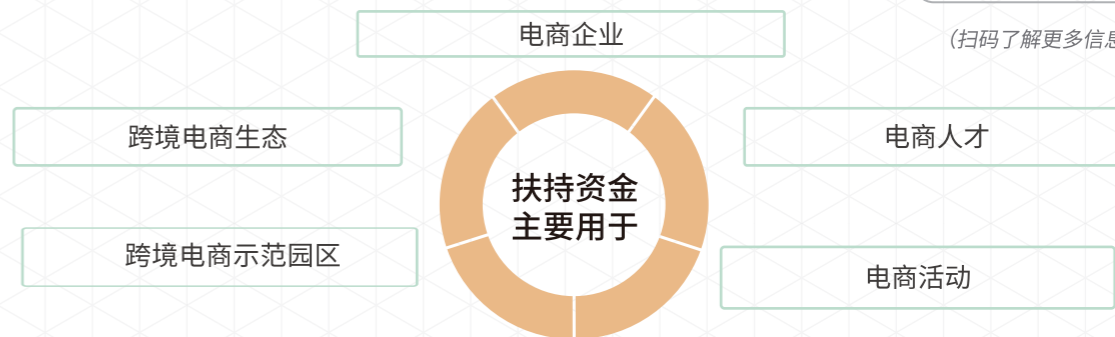 电商企业
(扫码了解更多信息
跨境电商生态
电商人才
扶持资金
主要用于
跨境电商示范园区
电商活动